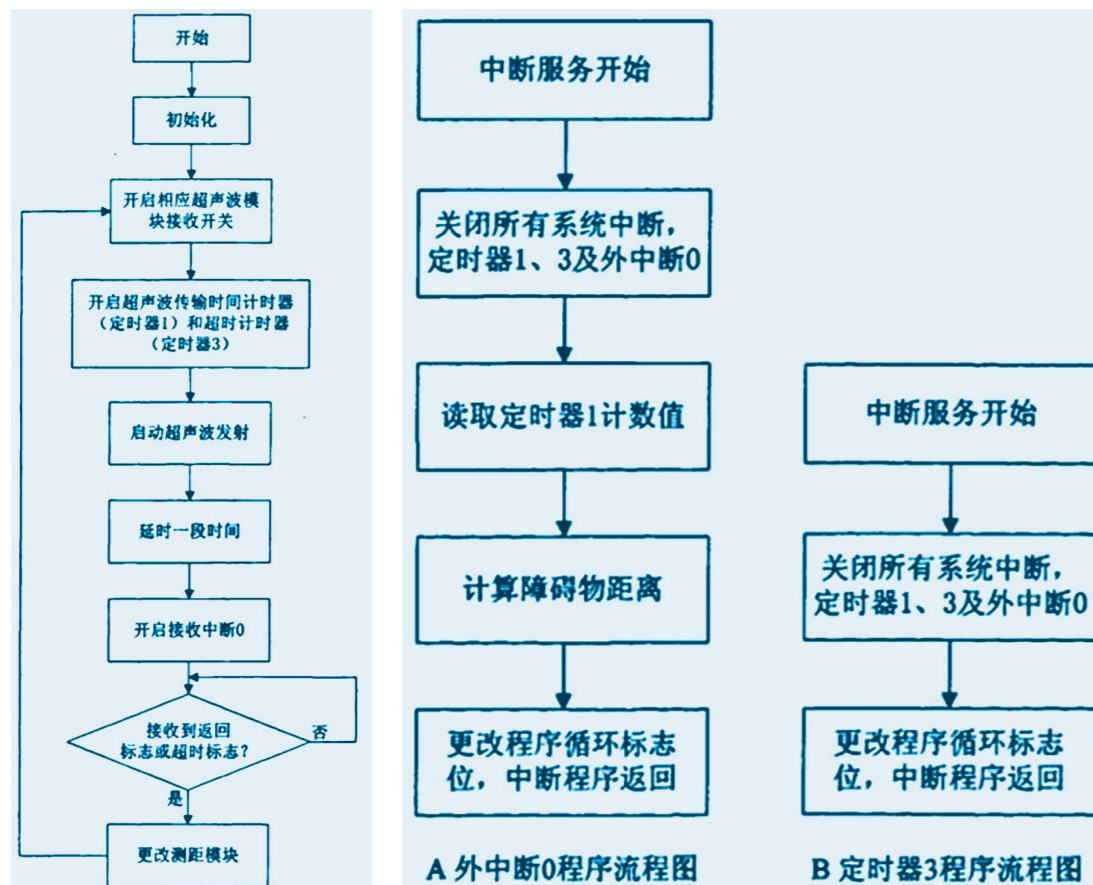 开始
初始化
开启相应超声波模
块接收开关
开启超声波传输时间计时器
（定时器1）和超时计时器
（定时器3）
启动超声波发射
延时一段时间
开启接收中断0
接收到返回
标志或超时标志？
否
是
更改测距模块
中断服务开始
关闭所有系统中断，
定时器1、3及外中断0
读取定时器1计数值
计算障碍物距离
更改程序循环标志
位，中断程序返回
A 外中断0程序流程图
中断服务开始
关闭所有系统中断，
定时器1、3及外中断0
更改程序循环标志
位，中断程序返回
B 定时器3程序流程图